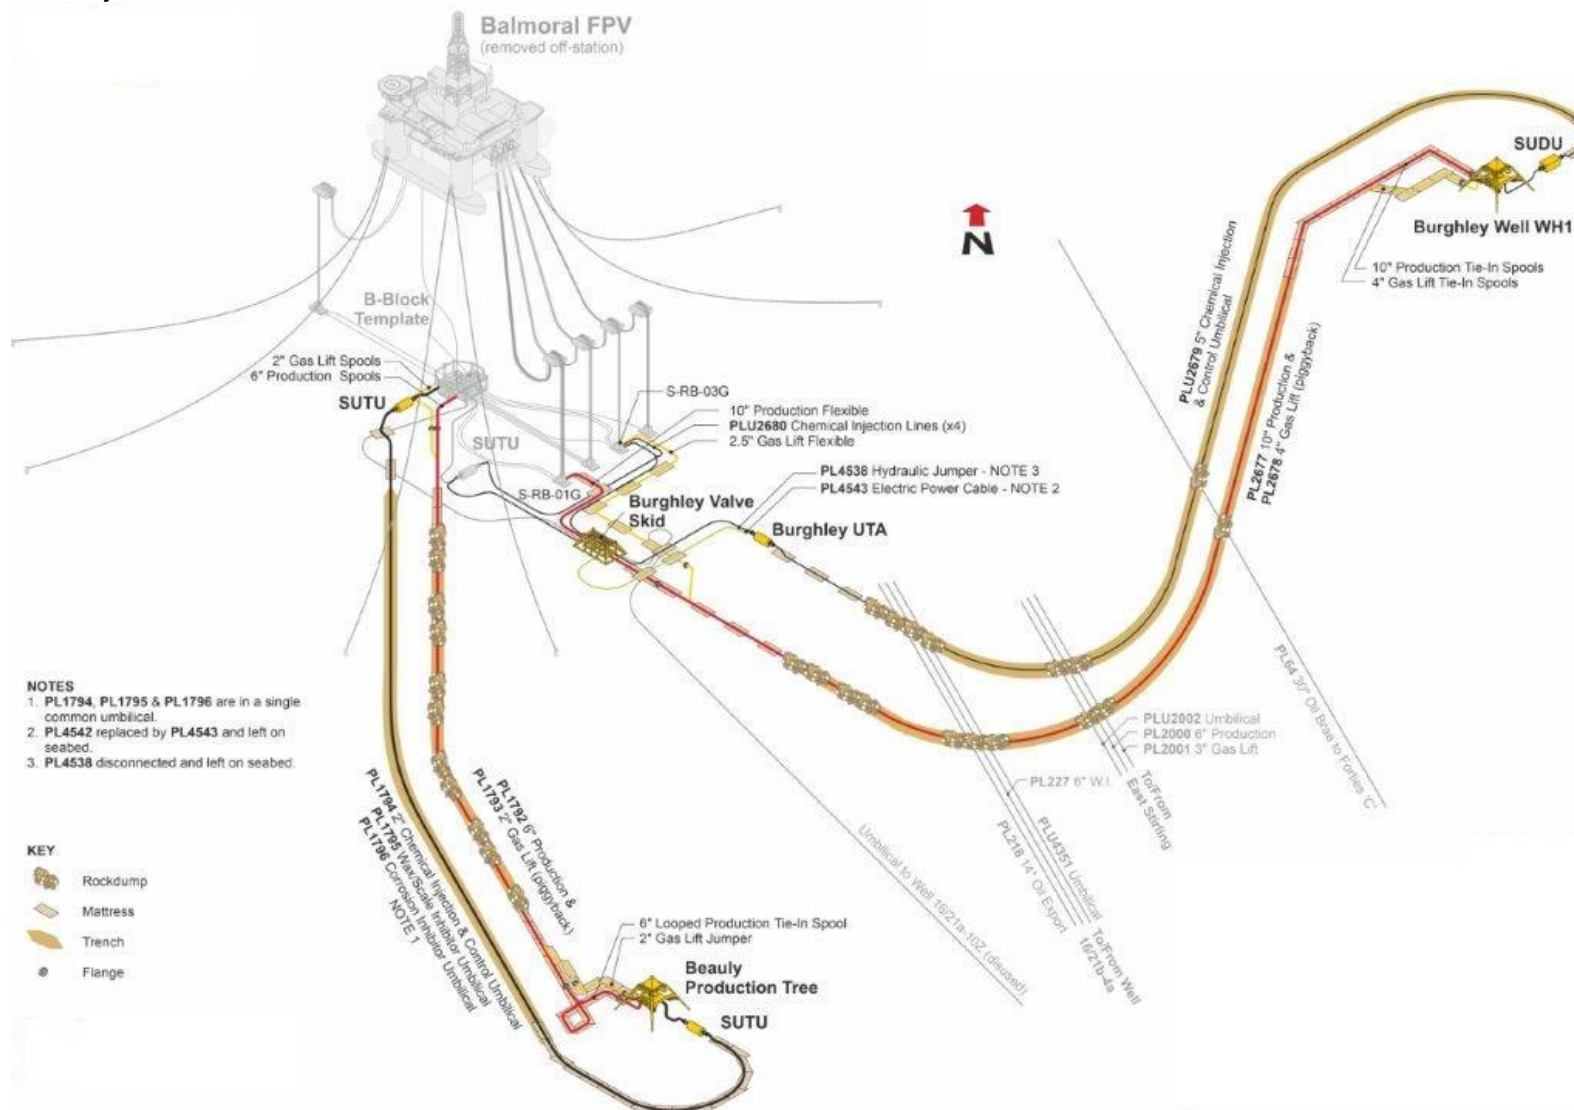 Balmoral FPV
(removed off-station)
SUDU
Burghley Well WH1
N
10" Production Tie-In Spools
4" Gas Lift Tie-In Spools
PLU2679 5" Chemical Injection
& Control Umbilical
PL2677 10" Production &
PL2678 4" Gas Lift (piggyback)
B-Block
Template
2" Gas Lift Spools
6" Production Spools
SUTU
SUTU
S-RB-03G
10" Production Flexible
PLU2680 Chemical Injection Lines (x4)
2.5" Gas Lift Flexible
S-RB-01G
PL4538 Hydraulic Jumper - NOTE 3
PL4543 Electric Power Cable - NOTE 2
Burghley Valve
Skid
Burghley UTA
PL64 30" Oil Brae to Forties 'C'
PLU2002 Umbilical
PL2000 6" Production
PL2001 3" Gas Lift
To/From
East Stirling
PL227 6" W.I.
PLU4351 Umbilical
PL218 14" Oil Export
To/From Well
16/21b-4a
Umbilical to Well 16/21a-10Z (disused)
NOTES
1. PL1794, PL1795 & PL1796 are in a single
common umbilical.
2. PL4542 replaced by PL4543 and left on
seabed.
3. PL4538 disconnected and left on seabed.
PL1792 6" Production &
PL1793 2" Gas Lift (piggyback)
PL1794 2" Chemical Injection & Control Umbilical
PL1795 Wax/Scale Inhibitor Umbilical
PL1796 Corrosion Inhibitor Umbilical
NOTE 1
KEY
Rockdump
Mattress
Trench
Flange
6" Looped Production Tie-In Spool
2" Gas Lift Jumper
Beauly
Production Tree
SUTU